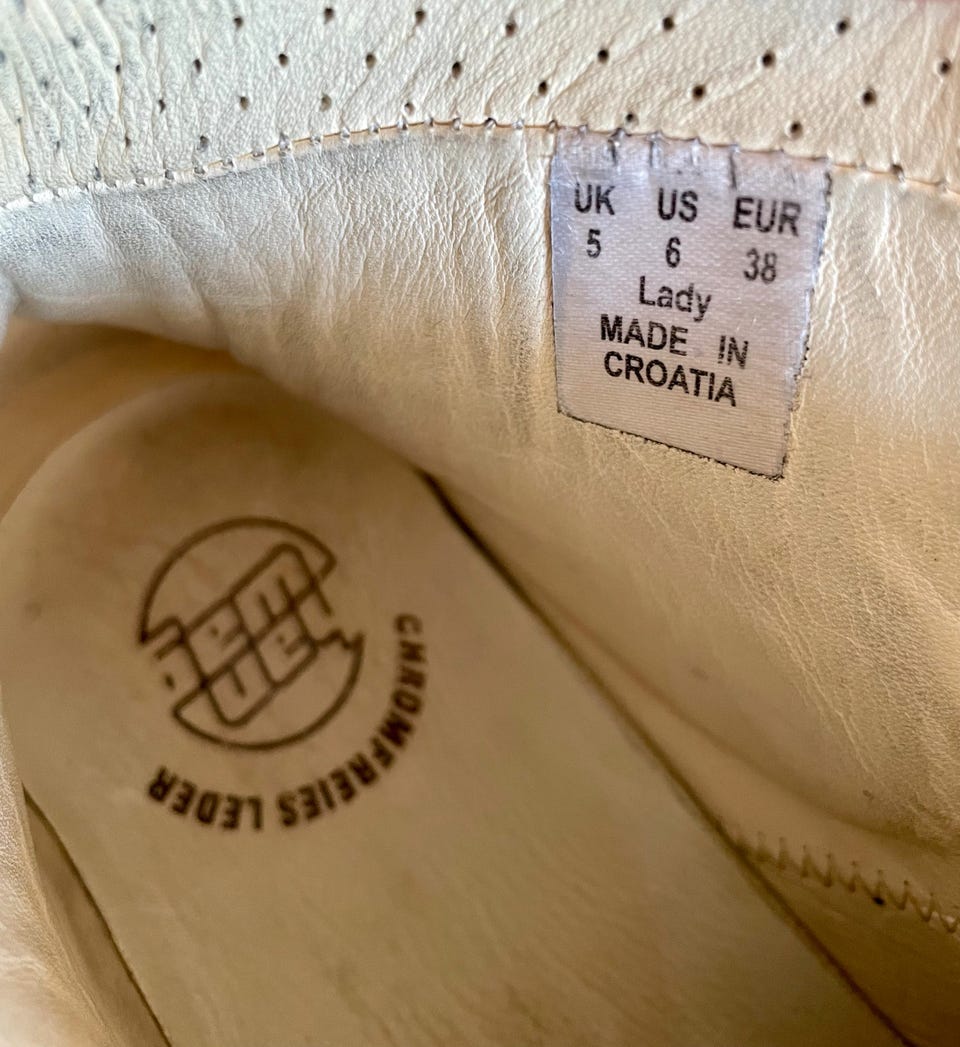 UK US EUR
5 6 38
Lady
MADE IN
CROATIA
CHROMFREIES LEDER